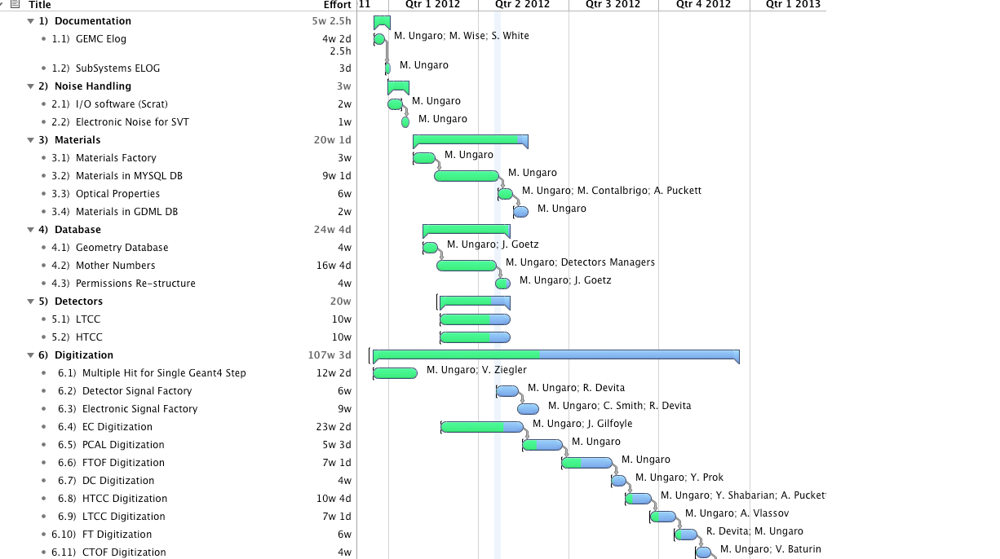 Title Effort 11 Qtr 1 2012 Qtr 2 2012 Qtr 3 2012 Qtr 4 2012 Qtr 1 2013
1) Documentation 5w 2.5h
1.1) GEMC Elog 4w 2d M. Ungaro; M. Wise; S. White
2.5h
1.2) SubSystems ELOG 3d M. Ungaro
2) Noise Handling 3w
2.1) I/O software (Scrat) 2w M. Ungaro
2.2) Electronic Noise for SVT 1w M. Ungaro
3) Materials 20w 1d
3.1) Materials Factory 3w M. Ungaro
3.2) Materials in MYSQL DB 9w 1d M. Ungaro
3.3) Optical Properties 6w M. Ungaro; M. Contalbrigo; A. Puckett
3.4) Materials in GDML DB 2w M. Ungaro
4) Database 24w 4d
4.1) Geometry Database 4w M. Ungaro; J. Goetz
4.2) Mother Numbers 16w 4d M. Ungaro; Detectors Managers
4.3) Permissions Re-structure 4w M. Ungaro; J. Goetz
5) Detectors 20w
5.1) LTCC 10w
5.2) HTCC 10w
6) Digitization 107w 3d
6.1) Multiple Hit for Single Geant4 Step 12w 2d M. Ungaro; V. Ziegler
6.2) Detector Signal Factory 6w M. Ungaro; R. Devita
6.3) Electronic Signal Factory 9w M. Ungaro; C. Smith; R. Devita
6.4) EC Digitization 23w 2d M. Ungaro; J. Gilfoyle
6.5) PCAL Digitization 5w 3d M. Ungaro
6.6) FTOF Digitization 7w 1d M. Ungaro
6.7) DC Digitization 4w M. Ungaro; Y. Prok
6.8) HTCC Digitization 10w 4d M. Ungaro; Y. Shabarian; A. Pucket
6.9) LTCC Digitization 7w 1d M. Ungaro; A. Vlassov
6.10) FT Digitization 6w R. Devita; M. Ungaro
6.11) CTOF Digitization 4w M. Ungaro; V. Baturin